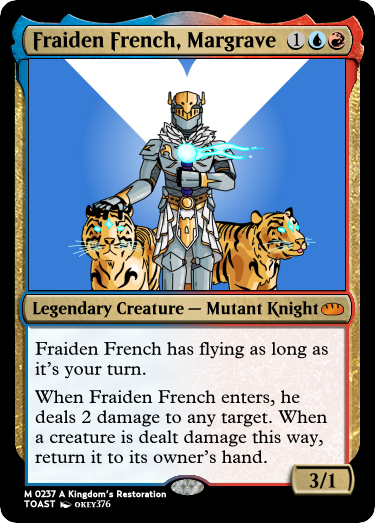 Fraiden French, Margrave 1
Legendary Creature — Mutant Knight
Fraiden French has flying as long as
it's your turn.
When Fraiden French enters, he
deals 2 damage to any target. When
a creature is dealt damage this way,
return it to its owner's hand.
3/1
M 0237 A Kingdom's Restoration
TOAST OKEY376